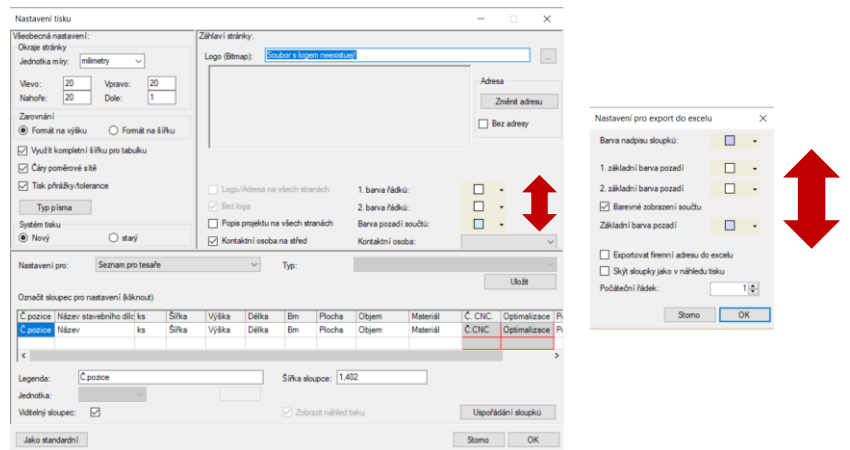 Nastavení tisku
Všeobecná nastavení:
Okraje stránky
Jednotka míry: milimetry
Vlevo: 20 Vpravo: 20
Nahoře: 20 Dole: 1
Zarovnání
Formát na výšku Formát na šířku
Využít kompletní šířku pro tabulku
Čáry poměrové sítě
Tisk přirážky/tolerance
Typ písma
Systém tisku
Nový starý
Záhlaví stránky:
Logo (Bitmap): Soubor s logem neexistuej! ...
Adresa
Změnit adresu
Bez adresy
Logo/Adresa na všech stranách 1. barva řádků:
Bez loga 2. barva řádků:
Popis projektu na všech stranách Barva pozadí součtů:
Kontaktní osoba na střed Kontaktní osoba:
Nastavení pro: Seznam pro tesaře Typ:
Uložit
Označit sloupec pro nastavení (kliknout)
Č.pozice Název stavebního dílc ks Šířka Výška Délka Bm Plocha Objem Materiál Č. CNC. Optimalizace
Č.pozice Název ks Šířka Výška Délka Bm Plocha Objem Materiál Č.CNC Optimalizace
Legenda: Č.pozice Šířka sloupce: 1,402
Jednotka:
Viditelný sloupec: Zobrazit náhled tisku Uspořádání sloupků
Jako standardní Storno OK
Nastavení pro export do excelu
Barva nadpisu sloupků:
1. základní barva pozadí
2. základní barva pozadí
Barevné zobrazení součtu
Základní barva pozadí
Exportovat firemní adresu do excelu
Skýt sloupky jako v náhledu tisku
Počáteční řádek: 1
Storno OK